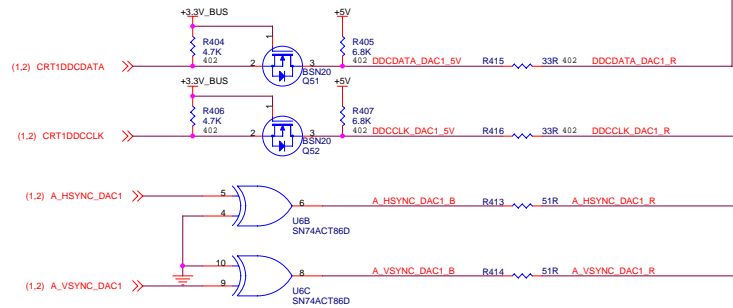 +3.3V_BUS +5V
R404 R405
4.7K 6.8K
402
1
(1,2) CRT1DDCDATA 2 3 402 DDCDATA_DAC1_5V R415 33R 402 DDCDATA_DAC1_R
BSN20
Q51
+3.3V_BUS +5V
R406 R407
4.7K 6.8K
402
1
(1,2) CRT1DDCCLK 2 3 402 DDCCLK_DAC1_5V R416 33R 402 DDCCLK_DAC1_R
BSN20
Q52
(1,2) A_HSYNC_DAC1 5 6 A_HSYNC_DAC1_B R413 51R A_HSYNC_DAC1_R
4
U6B
SN74ACT86D
10
(1,2) A_VSYNC_DAC1 9 8 A_VSYNC_DAC1_B R414 51R A_VSYNC_DAC1_R
U6C
SN74ACT86D